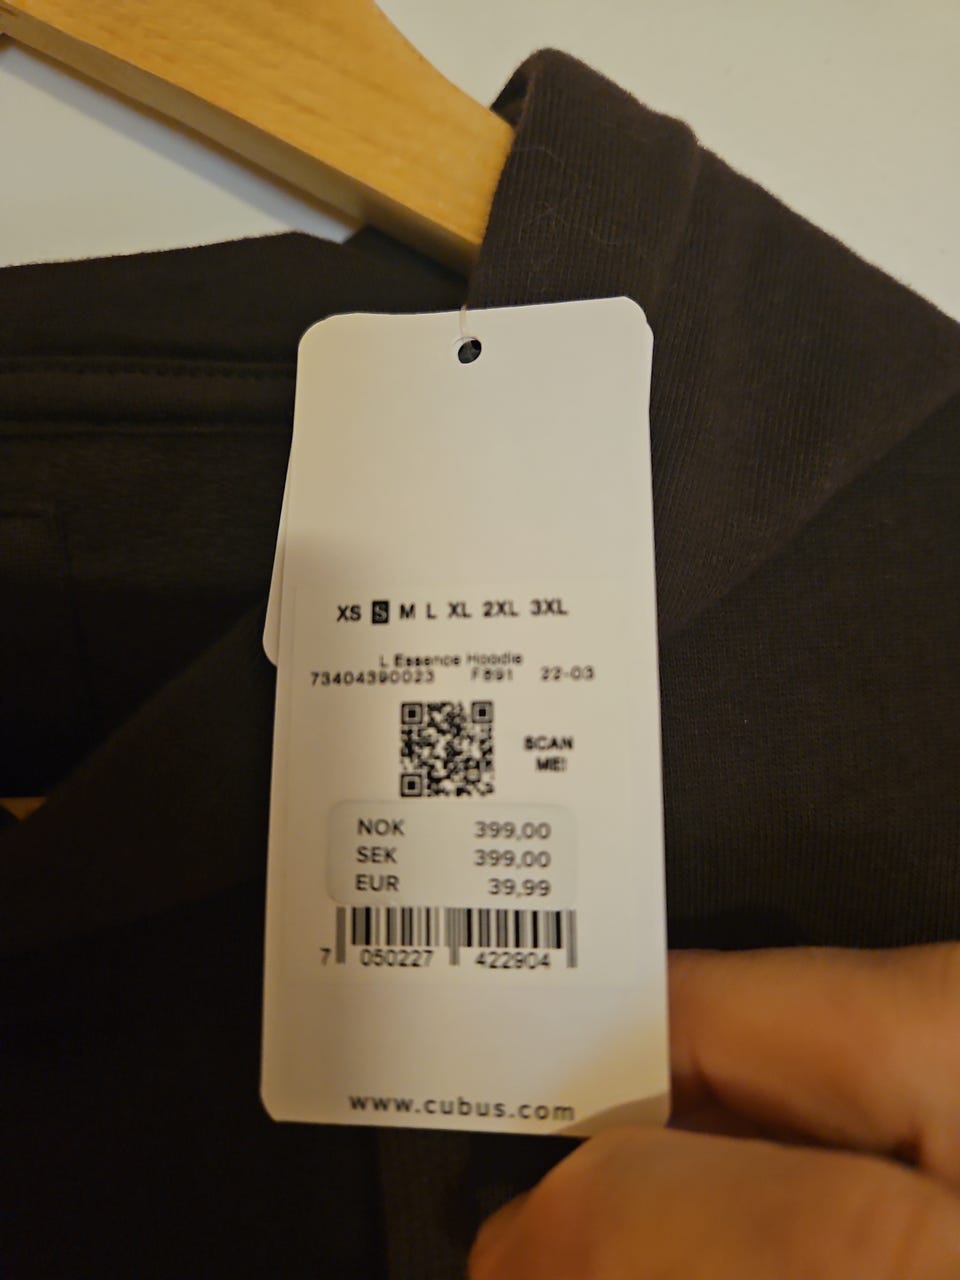 XS S M L XL 2XL 3XL
L Essence Hoodie
73404390023 F891 22-03
SCAN
ME!
NOK 399,00
SEK 399,00
EUR 39,99
7 050227 422904
www.cubus.com